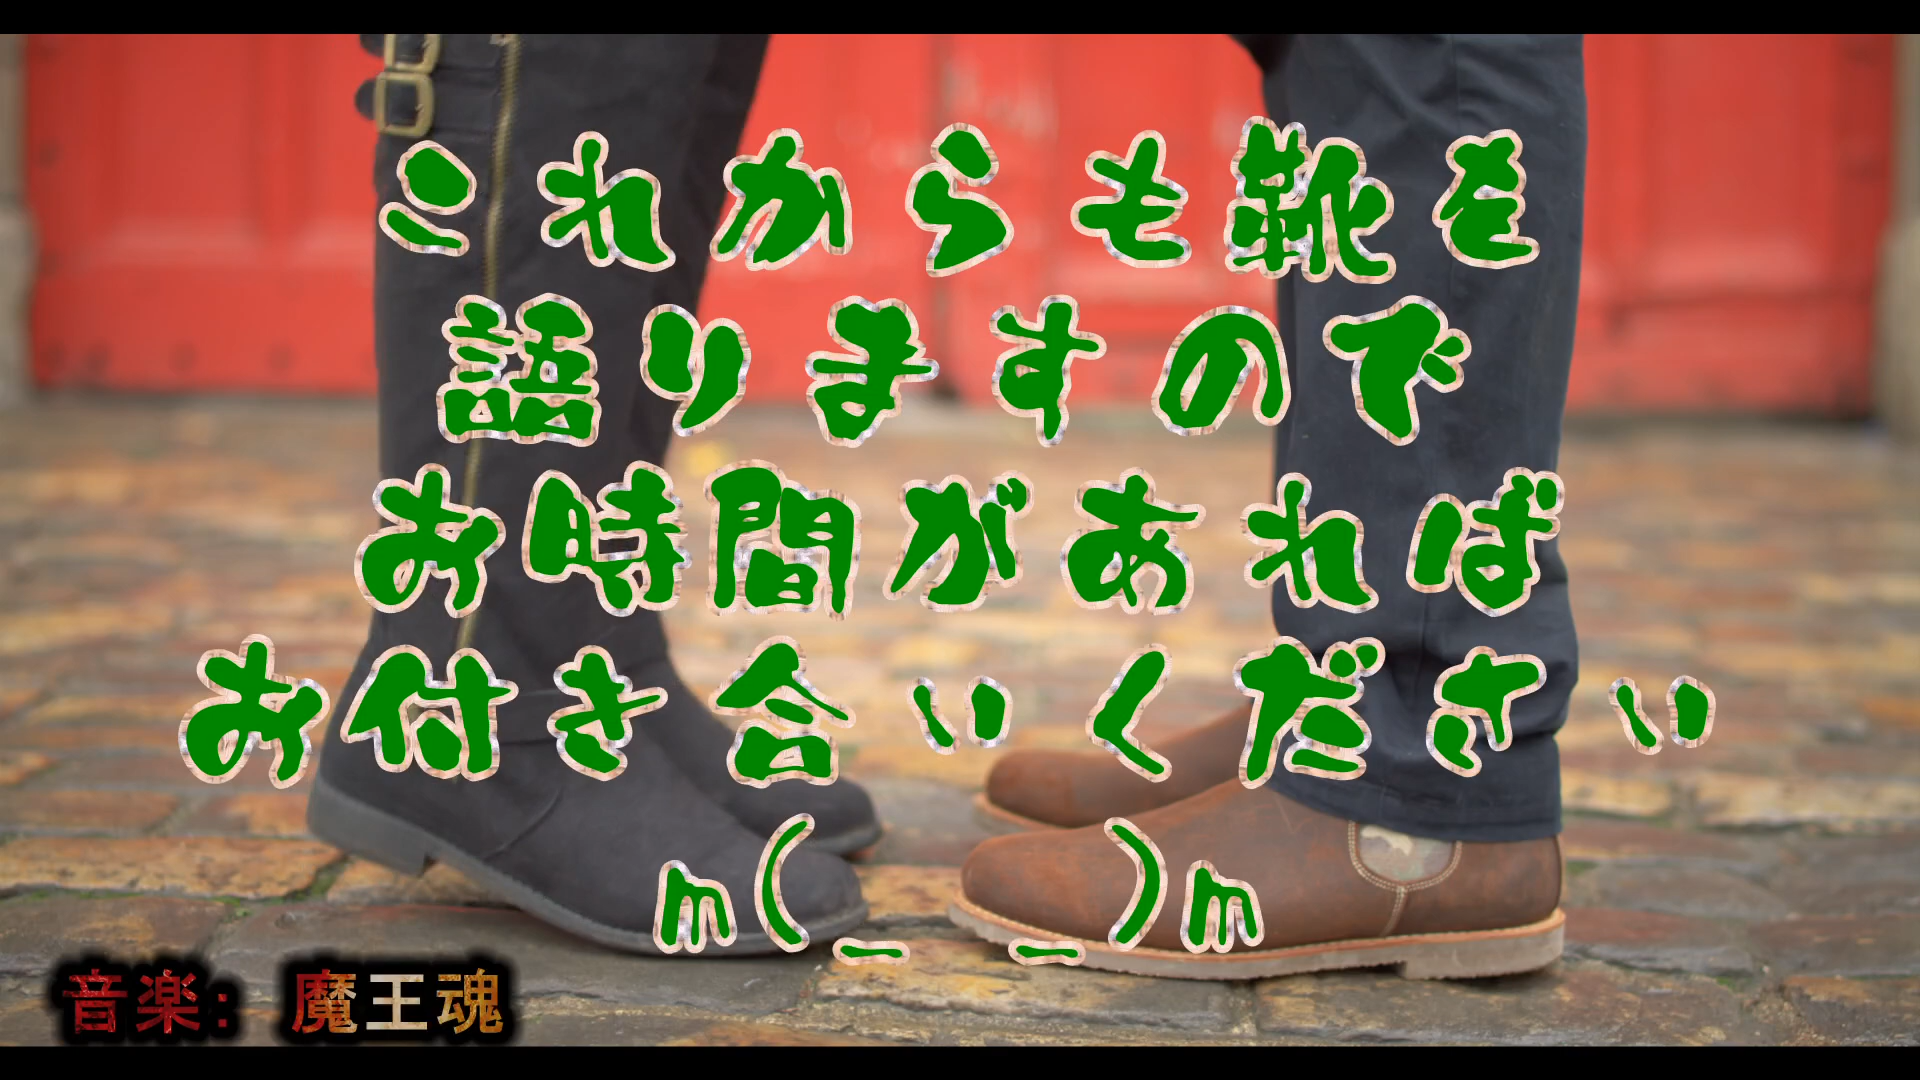 これからも靴を
語りますので
お時間があれば
お付き合いください
m(_ _)m
音楽: 魔王魂